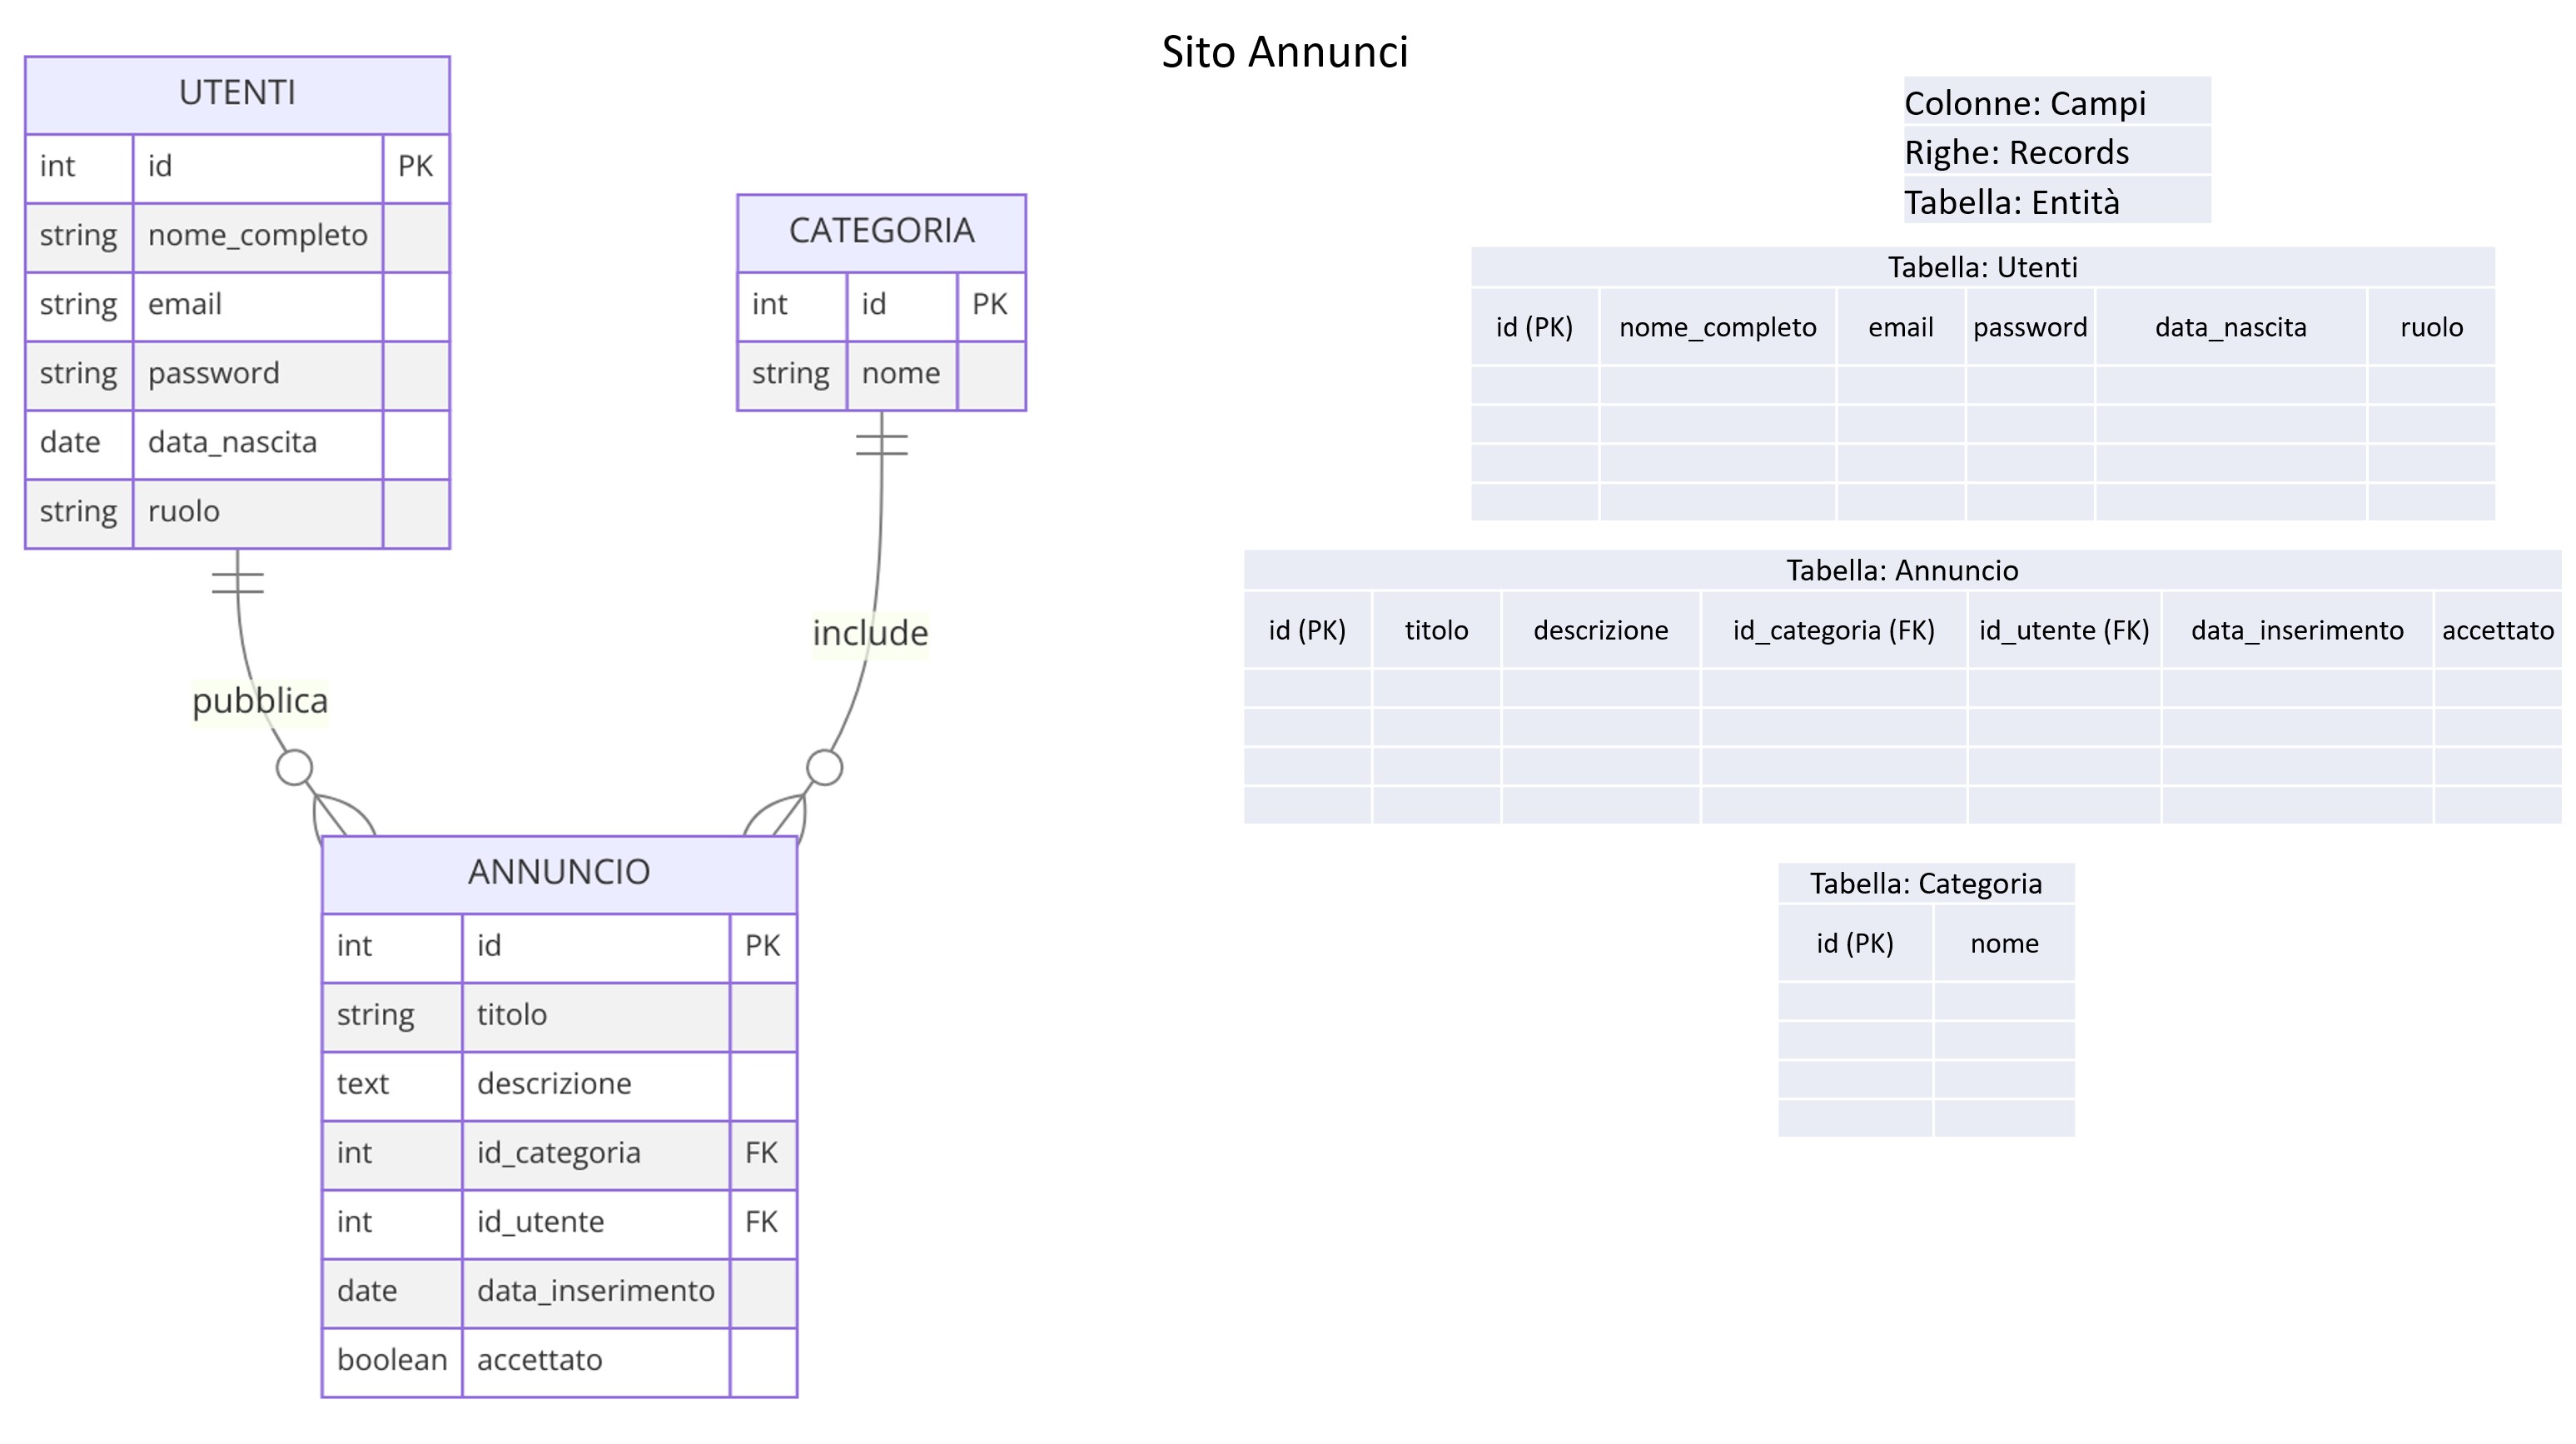 Sito Annunci
UTENTI
int id PK
string nome_completo
string email
string password
date data_nascita
string ruolo
CATEGORIA
int id PK
string nome
pubblica
include
ANNUNCIO
int id PK
string titolo
text descrizione
int id_categoria FK
int id_utente FK
date data_inserimento
boolean accettato
Colonne: Campi
Righe: Records
Tabella: Entità
Tabella: Utenti
id (PK) nome_completo email password data_nascita ruolo
Tabella: Annuncio
id (PK) titolo descrizione id_categoria (FK) id_utente (FK) data_inserimento accettato
Tabella: Categoria
id (PK) nome